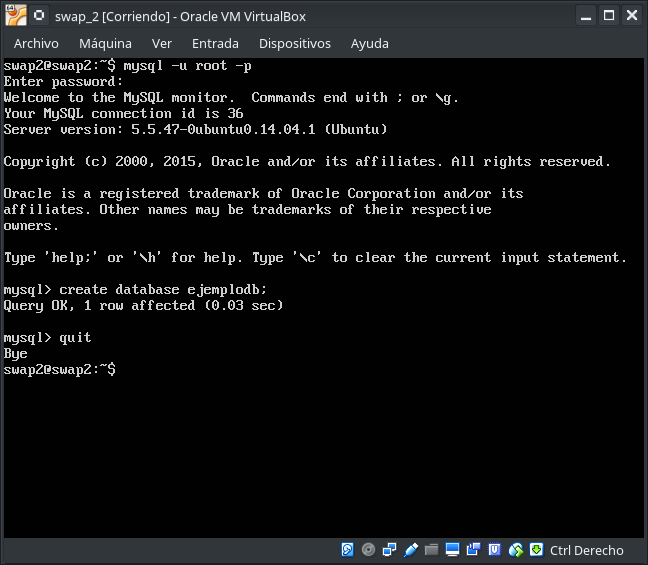 swap_2 [Corriendo] - Oracle VM VirtualBox
Archivo Máquina Ver Entrada Dispositivos Ayuda
swap2@swap2:~$ mysql -u root -p
Enter password:
Welcome to the MySQL monitor.  Commands end with ; or \g.
Your MySQL connection id is 36
Server version: 5.5.47-0ubuntu0.14.04.1 (Ubuntu)
Copyright (c) 2000, 2015, Oracle and/or its affiliates. All rights reserved.
Oracle is a registered trademark of Oracle Corporation and/or its
affiliates. Other names may be trademarks of their respective
owners.
Type 'help;' or '\h' for help. Type '\c' to clear the current input statement.
mysql> create database ejemplodb;
Query OK, 1 row affected (0.03 sec)
mysql> quit
Bye
swap2@swap2:~$
Ctrl Derecho